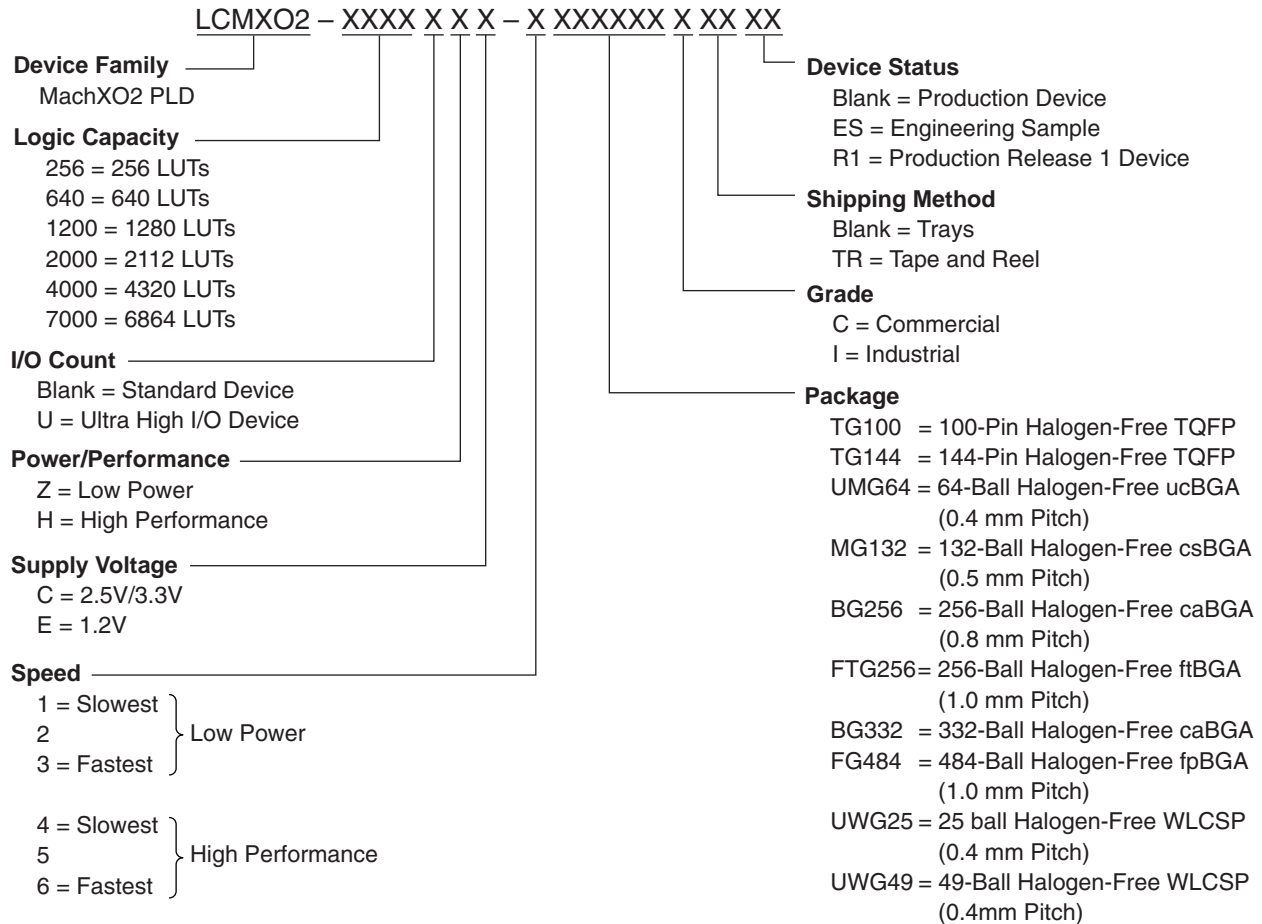 LCMXO2 – XXXX X X X – X XXXXXX X XX XX
Device Family
MachXO2 PLD
Logic Capacity
256 = 256 LUTs
640 = 640 LUTs
1200 = 1280 LUTs
2000 = 2112 LUTs
4000 = 4320 LUTs
7000 = 6864 LUTs
I/O Count
Blank = Standard Device
U = Ultra High I/O Device
Power/Performance
Z = Low Power
H = High Performance
Supply Voltage
C = 2.5V/3.3V
E = 1.2V
Speed
1 = Slowest
2
3 = Fastest
Low Power
4 = Slowest
5
6 = Fastest
High Performance
Device Status
Blank = Production Device
ES = Engineering Sample
R1 = Production Release 1 Device
Shipping Method
Blank = Trays
TR = Tape and Reel
Grade
C = Commercial
I = Industrial
Package
TG100 = 100-Pin Halogen-Free TQFP
TG144 = 144-Pin Halogen-Free TQFP
UMG64 = 64-Ball Halogen-Free ucBGA
(0.4 mm Pitch)
MG132 = 132-Ball Halogen-Free csBGA
(0.5 mm Pitch)
BG256 = 256-Ball Halogen-Free caBGA
(0.8 mm Pitch)
FTG256= 256-Ball Halogen-Free ftBGA
(1.0 mm Pitch)
BG332 = 332-Ball Halogen-Free caBGA
FG484 = 484-Ball Halogen-Free fpBGA
(1.0 mm Pitch)
UWG25 = 25 ball Halogen-Free WLCSP
(0.4 mm Pitch)
UWG49 = 49-Ball Halogen-Free WLCSP
(0.4mm Pitch)